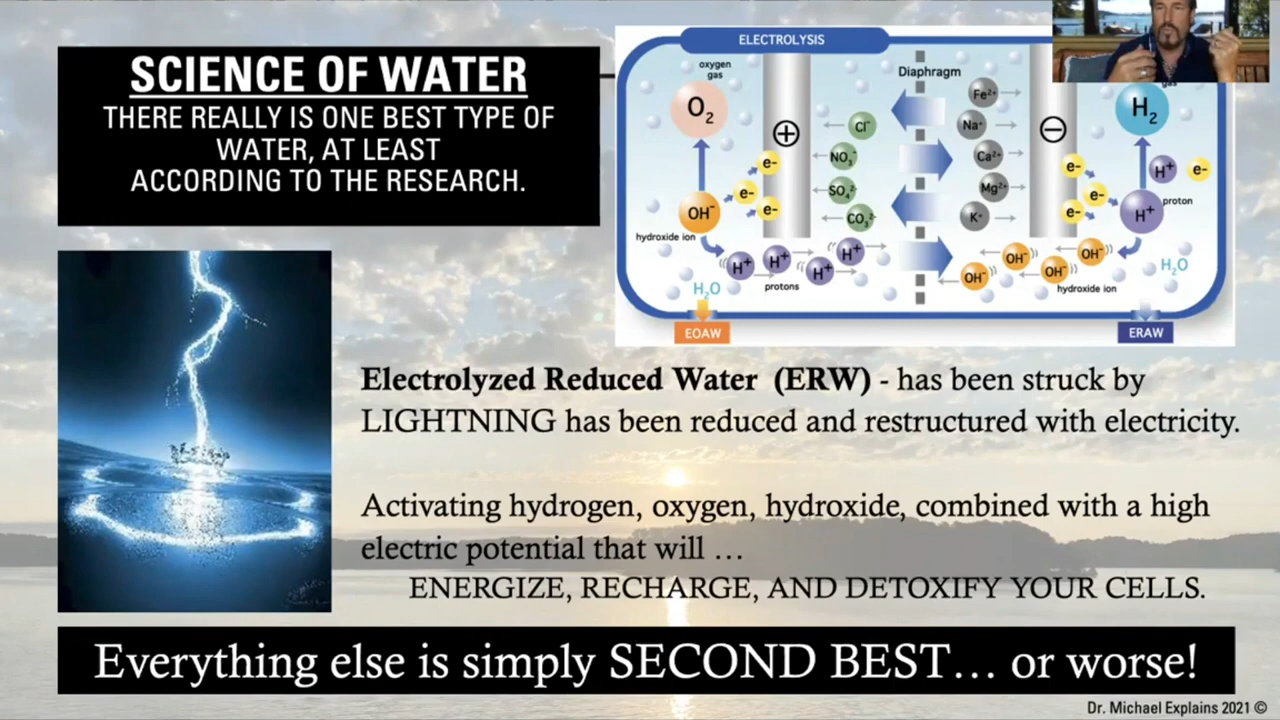 SCIENCE OF WATER
THERE REALLY IS ONE BEST TYPE OF
WATER, AT LEAST
ACCORDING TO THE RESEARCH.
ELECTROLYSIS
oxygen
gas
O₂
+
Diaphragm
Fe²⁺
Cl⁻
Na⁺
−
gas
H₂
e-
NO₃⁻
Ca²⁺
e-
H⁺
e-
e-
SO₄²⁻
Mg²⁺
e-
proton
OH⁻
e-
CO₃²⁻
K⁺
e-
H⁺
hydroxide ion
H⁺
H⁺
H⁺
H⁺
protons
OH⁻
OH⁻
OH⁻
OH⁻
hydroxide ion
H₂O
H₂O
EOAW
ERAW
Electrolyzed Reduced Water (ERW) - has been struck by
LIGHTNING has been reduced and restructured with electricity.
Activating hydrogen, oxygen, hydroxide, combined with a high
electric potential that will …
ENERGIZE, RECHARGE, AND DETOXIFY YOUR CELLS.
Everything else is simply SECOND BEST… or worse!
Dr. Michael Explains 2021 ©